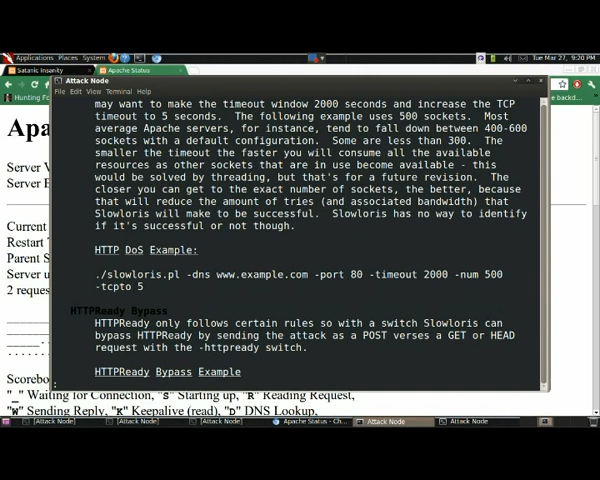 Applications Places System Tue Mar 27, 9:20 PM
Satanic Insanity Apache Status
Attack Node
File Edit View Terminal Help
may want to make the timeout window 2000 seconds and increase the TCP
timeout to 5 seconds. The following example uses 500 sockets. Most
average Apache servers, for instance, tend to fall down between 400-600
sockets with a default configuration. Some are less than 300. The
smaller the timeout the faster you will consume all the available
resources as other sockets that are in use become available - this
would be solved by threading, but that's for a future revision. The
closer you can get to the exact number of sockets, the better, because
that will reduce the amount of tries (and associated bandwidth) that
Slowloris will make to be successful. Slowloris has no way to identify
if it's successful or not though.
HTTP DoS Example:
./slowloris.pl -dns www.example.com -port 80 -timeout 2000 -num 500
-tcpto 5
HTTPReady Bypass
HTTPReady only follows certain rules so with a switch Slowloris can
bypass HTTPReady by sending the attack as a POST verses a GET or HEAD
request with the -httpready switch.
HTTPReady Bypass Example
:
Hunting Fo
Apa
Server V
Server B
Current
Restart T
Parent S
Server u
2 reques
Scorebo
"_" Waiting for Connection, "S" Starting up, "R" Reading Request,
"W" Sending Reply, "K" Keepalive (read), "D" DNS Lookup,
[Attack Node] [Attack Node] [Attack Node] Apache Status - Ch... Attack Node Attack Node]